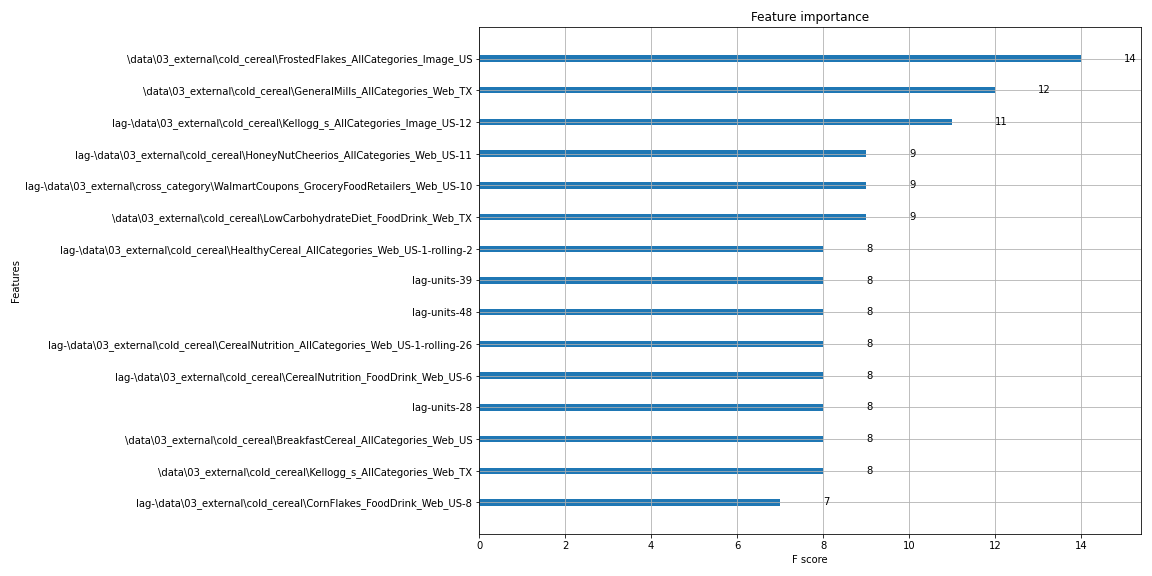 Feature importance
\data\03_external\cold_cereal\FrostedFlakes_AllCategories_Image_US
14
\data\03_external\cold_cereal\GeneralMills_AllCategories_Web_TX
12
lag-\data\03_external\cold_cereal\Kellogg_s_AllCategories_Image_US-12
11
lag-\data\03_external\cold_cereal\HoneyNutCheerios_AllCategories_Web_US-11
9
lag-\data\03_external\cross_category\WalmartCoupons_GroceryFoodRetailers_Web_US-10
9
\data\03_external\cold_cereal\LowCarbohydrateDiet_FoodDrink_Web_TX
9
lag-\data\03_external\cold_cereal\HealthyCereal_AllCategories_Web_US-1-rolling-2
8
lag-units-39
8
lag-units-48
8
lag-\data\03_external\cold_cereal\CerealNutrition_AllCategories_Web_US-1-rolling-26
8
lag-\data\03_external\cold_cereal\CerealNutrition_FoodDrink_Web_US-6
8
lag-units-28
8
\data\03_external\cold_cereal\BreakfastCereal_AllCategories_Web_US
8
\data\03_external\cold_cereal\Kellogg_s_AllCategories_Web_TX
8
lag-\data\03_external\cold_cereal\CornFlakes_FoodDrink_Web_US-8
7
Features
0 2 4 6 8 10 12 14
F score